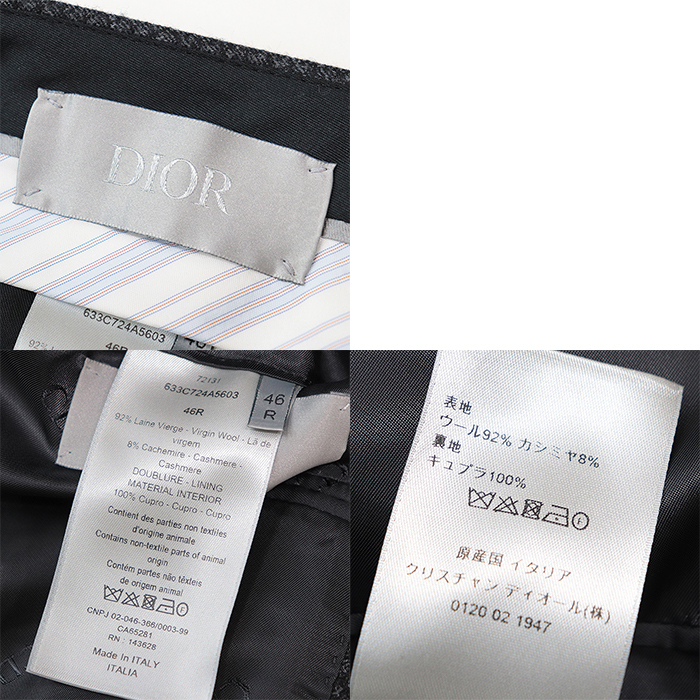 DIOR
633C724A5603
46R
92% Laine
72131
633C724A5603
46R
46
R
92% Laine Vierge - Virgin Wool - Lã de
virgem
8% Cachemire - Cashmere -
Cashmere
DOUBLURE - LINING
MATERIAL INTERIOR
100% Cupro - Cupro - Cupro
Contient des parties non textiles
d'origine animale
Contains non-textile parts of animal
origin
Contém partes não têxteis
de origem animal
CNPJ 02-046-366/0003-99
CA65281
RN : 143628
Made In ITALY
ITALIA
表地
ウール92% カシミヤ8%
裏地
キュプラ100%
F
原産国 イタリア
クリスチャン ディオール(株)
0120 02 1947